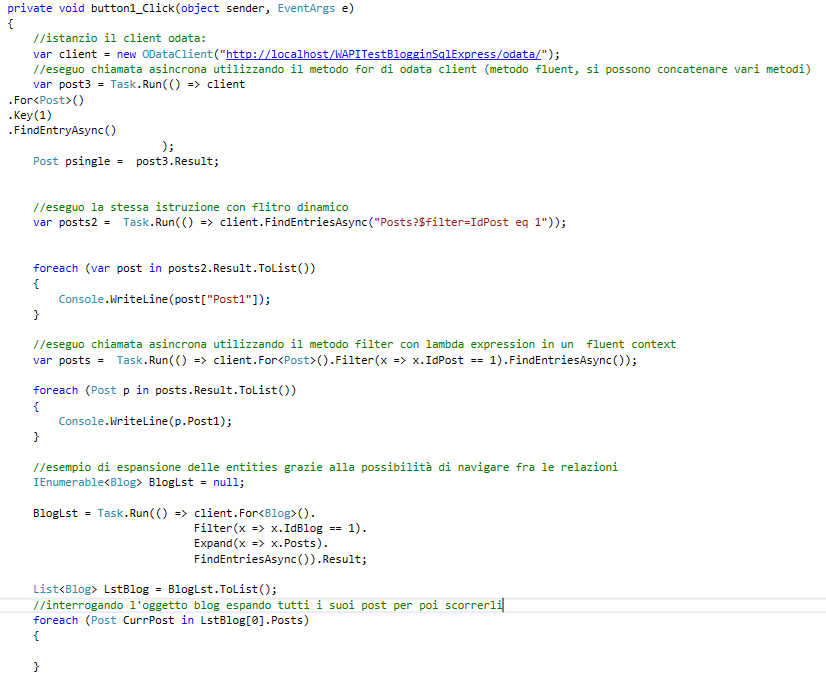 private void button1_Click(object sender, EventArgs e)
{
//istanzio il client odata:
var client = new ODataClient("http://localhost/WAPITestBlogginSqlExpress/odata/");
//eseguo chiamata asincrona utilizzando il metodo for di odata client (metodo fluent, si possono concatenare vari metodi)
var post3 = Task.Run(() => client
.For<Post>()
.Key(1)
.FindEntryAsync()
);
Post psingle =  post3.Result;
//eseguo la stessa istruzione con flitro dinamico
var posts2 =  Task.Run(() => client.FindEntriesAsync("Posts?$filter=IdPost eq 1"));
foreach (var post in posts2.Result.ToList())
{
Console.WriteLine(post["Post1"]);
}
//eseguo chiamata asincrona utilizzando il metodo filter con lambda expression in un  fluent context
var posts =  Task.Run(() => client.For<Post>().Filter(x => x.IdPost == 1).FindEntriesAsync());
foreach (Post p in posts.Result.ToList())
{
Console.WriteLine(p.Post1);
}
//esempio di espansione delle entities grazie alla possibilità di navigare fra le relazioni
IEnumerable<Blog> BlogLst = null;
BlogLst = Task.Run(() => client.For<Blog>().
Filter(x => x.IdBlog == 1).
Expand(x => x.Posts).
FindEntriesAsync()).Result;
List<Blog> LstBlog = BlogLst.ToList();
//interrogando l'oggetto blog espando tutti i suoi post per poi scorrerli
foreach (Post CurrPost in LstBlog[0].Posts)
{
}